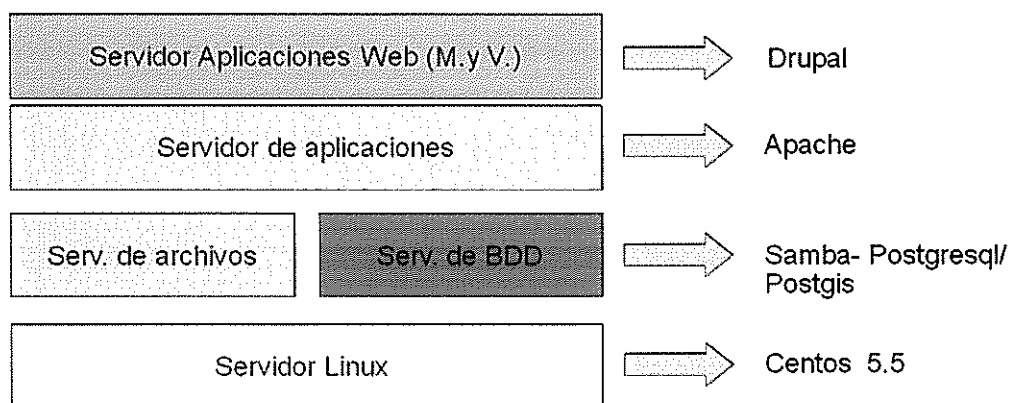 Servidor Aplicaciones Web (M.y V.)
Drupal
Servidor de aplicaciones
Apache
Serv. de archivos
Serv. de BDD
Samba- Postgresql/
Postgis
Servidor Linux
Centos 5.5